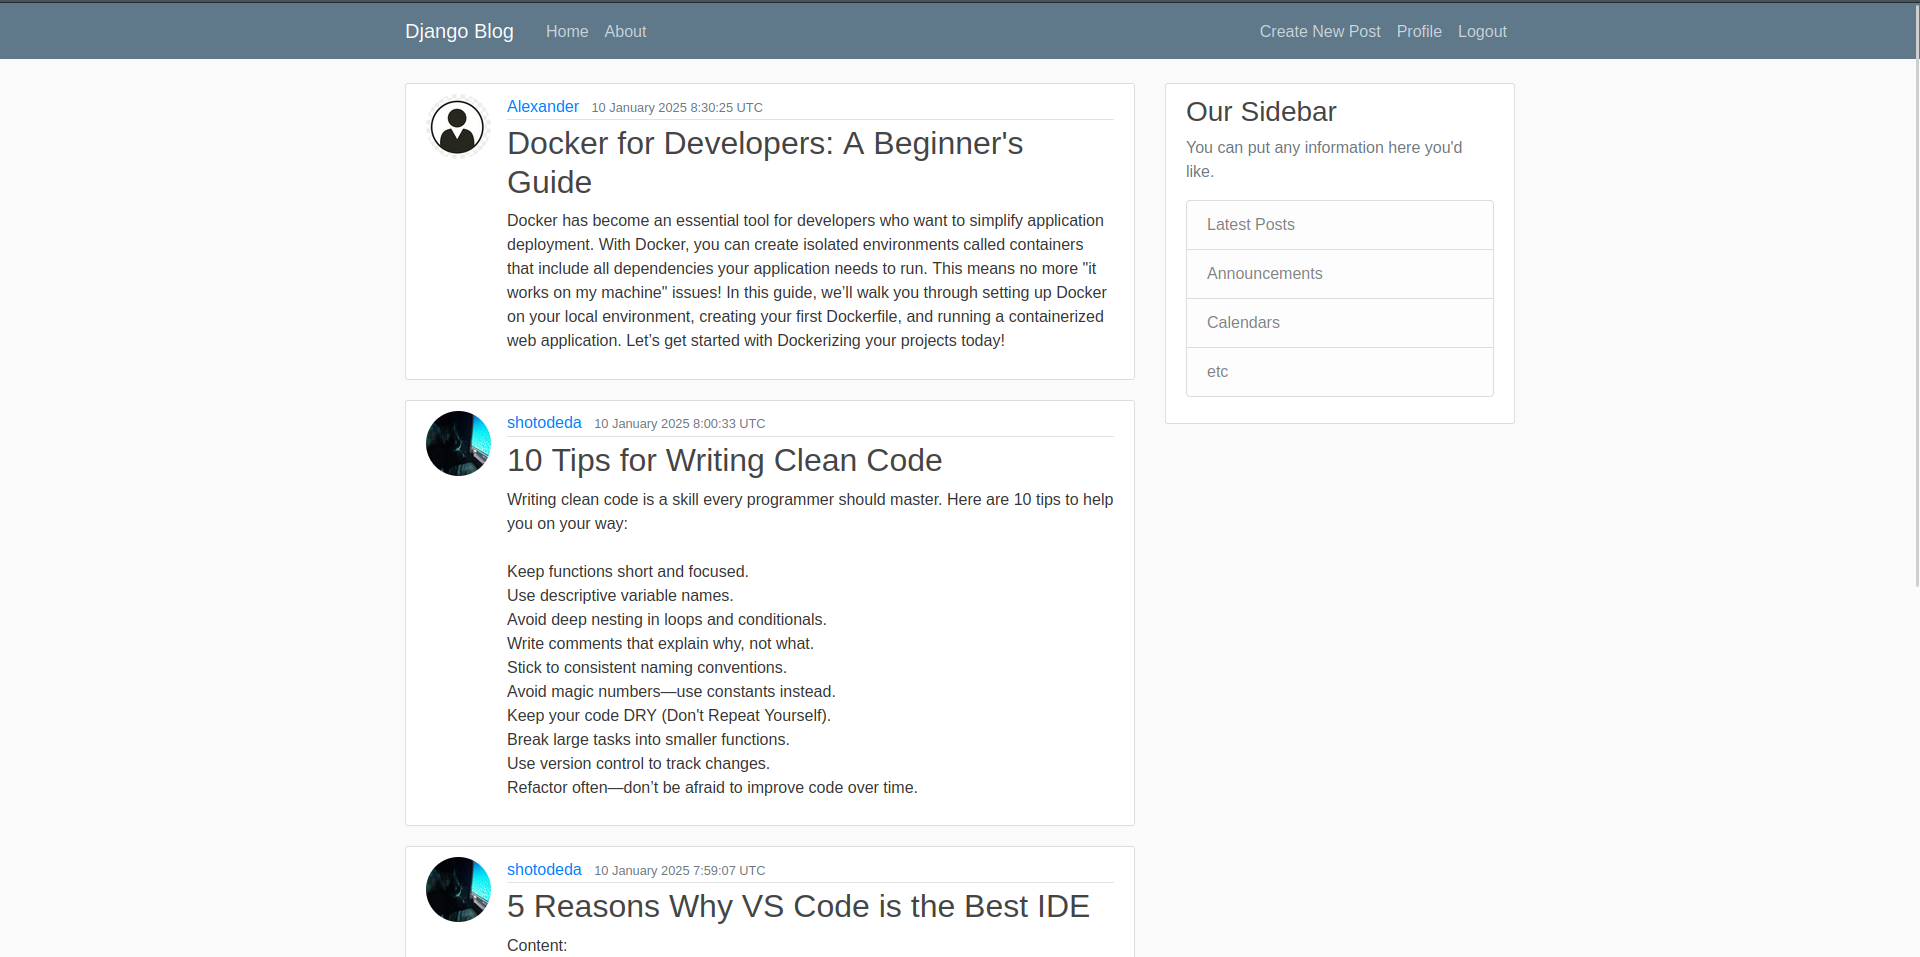 Django Blog Home About Create New Post Profile Logout
Alexander 10 January 2025 8:30:25 UTC
Docker for Developers: A Beginner's
Guide
Docker has become an essential tool for developers who want to simplify application
deployment. With Docker, you can create isolated environments called containers
that include all dependencies your application needs to run. This means no more "it
works on my machine" issues! In this guide, we’ll walk you through setting up Docker
on your local environment, creating your first Dockerfile, and running a containerized
web application. Let’s get started with Dockerizing your projects today!
shotodeda 10 January 2025 8:00:33 UTC
10 Tips for Writing Clean Code
Writing clean code is a skill every programmer should master. Here are 10 tips to help
you on your way:
Keep functions short and focused.
Use descriptive variable names.
Avoid deep nesting in loops and conditionals.
Write comments that explain why, not what.
Stick to consistent naming conventions.
Avoid magic numbers—use constants instead.
Keep your code DRY (Don't Repeat Yourself).
Break large tasks into smaller functions.
Use version control to track changes.
Refactor often—don’t be afraid to improve code over time.
shotodeda 10 January 2025 7:59:07 UTC
5 Reasons Why VS Code is the Best IDE
Content:
Our Sidebar
You can put any information here you'd
like.
Latest Posts
Announcements
Calendars
etc